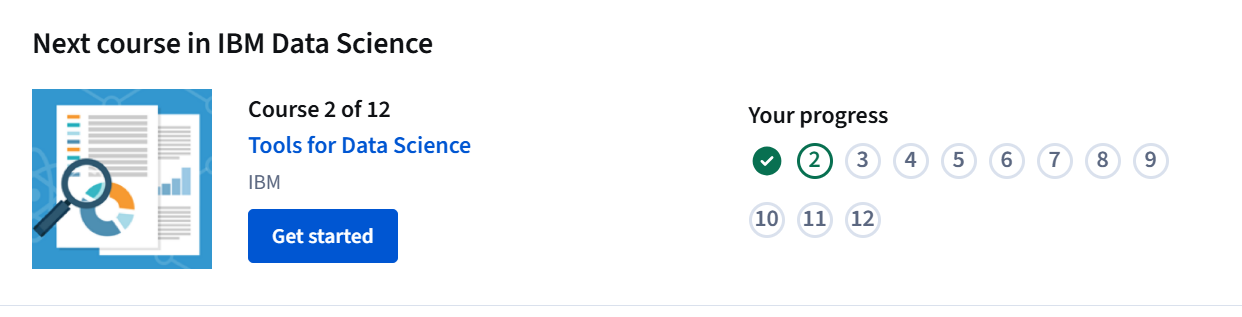 Next course in IBM Data Science
Course 2 of 12
Tools for Data Science
IBM
Get started
Your progress
2 3 4 5 6 7 8 9
10 11 12